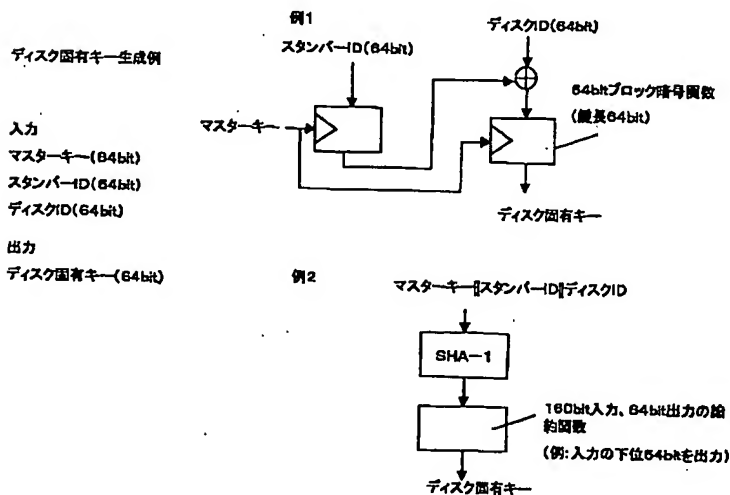 ディスク固有キー生成例
入力
マスターキー(64bit)
スタンパーID(64bit)
ディスクID(64bit)
出力
ディスク固有キー(64bit)
例1
スタンパーID(64bit)
ディスクID(64bit)
マスターキー
64bitブロック暗号関数
(鍵長64bit)
ディスク固有キー
例2
マスターキー||スタンパーID||ディスクID
SHA-1
160bit入力、64bit出力の縮
約関数
(例:入力の下位64bitを出力)
ディスク固有キー